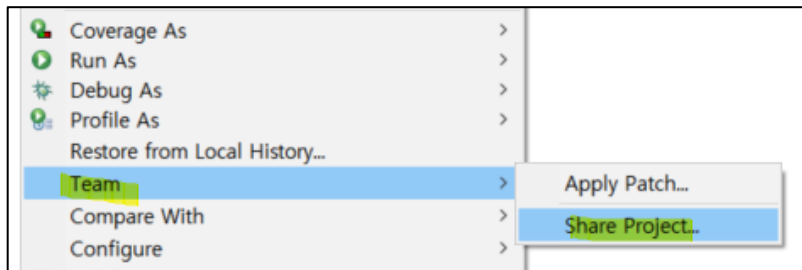 Coverage As
Run As
Debug As
Profile As
Restore from Local History...
Team
Apply Patch...
Compare With
Share Project...
Configure